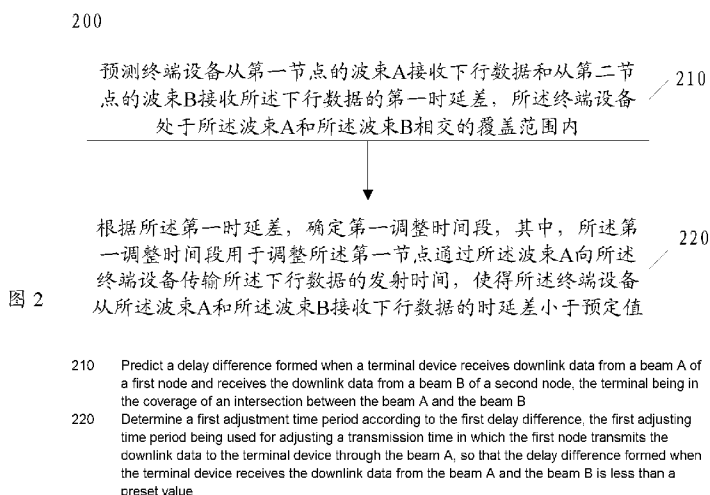 200
预测终端设备从第一节点的波束A接收下行数据和从第二节
点的波束B接收所述下行数据的第一时延差，所述终端设备
处于所述波束A和所述波束B相交的覆盖范围内
210
根据所述第一时延差，确定第一调整时间段，其中，所述第
一调整时间段用于调整所述第一节点通过所述波束A向所述
终端设备传输所述下行数据的发射时间，使得所述终端设备
从所述波束A和所述波束B接收下行数据的时延差小于预定值
220
图 2
210 Predict a delay difference formed when a terminal device receives downlink data from a beam A of
a first node and receives the downlink data from a beam B of a second node, the terminal being in
the coverage of an intersection between the beam A and the beam B
220 Determine a first adjustment time period according to the first delay difference, the first adjusting
time period being used for adjusting a transmission time in which the first node transmits the
downlink data to the terminal device through the beam A, so that the delay difference formed when
the terminal device receives the downlink data from the beam A and the beam B is less than a
preset value